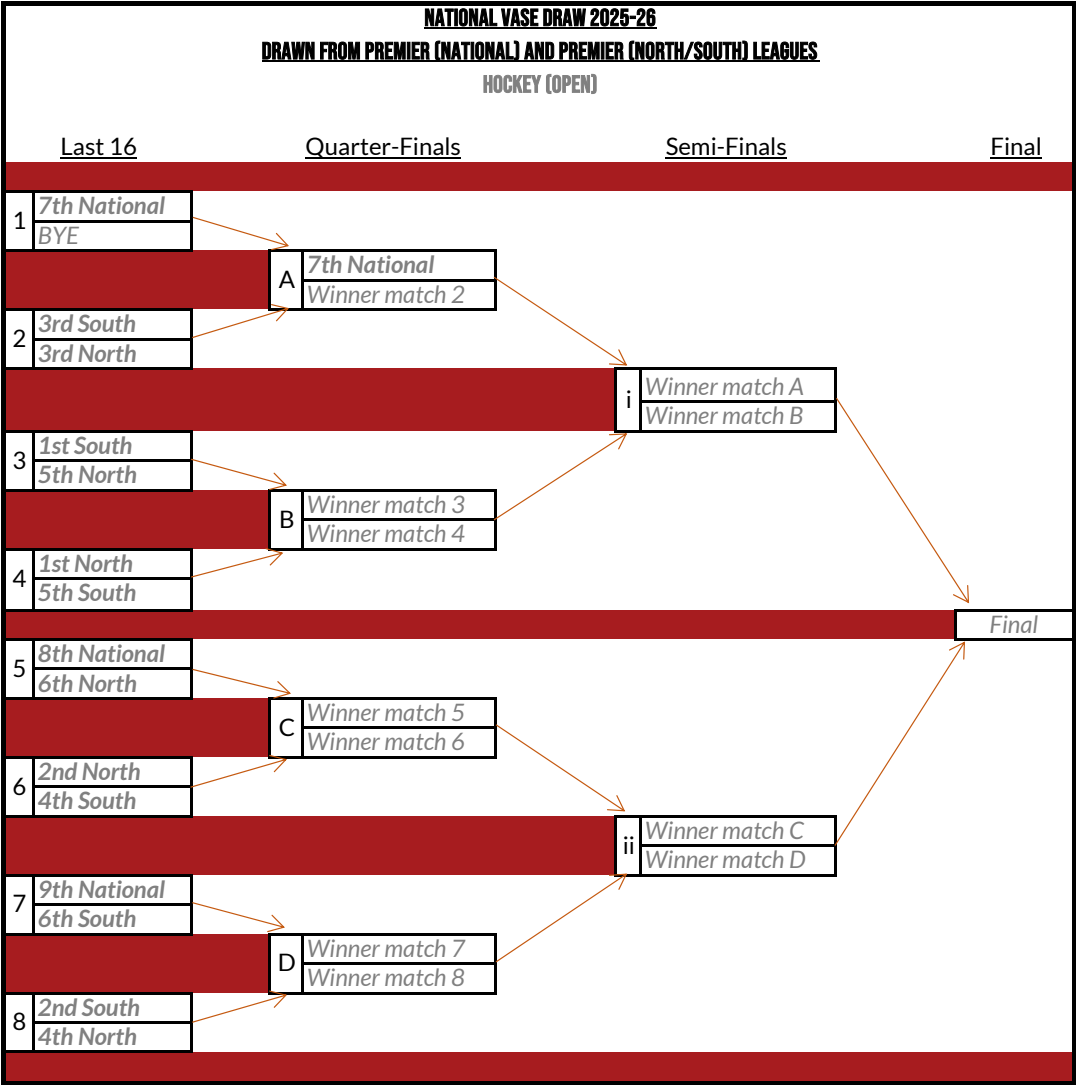 NATIONAL VASE DRAW 2025-26
DRAWN FROM PREMIER (NATIONAL) AND PREMIER (NORTH/SOUTH) LEAGUES
HOCKEY (OPEN)
Last 16 Quarter-Finals Semi-Finals Final
1
7th National
BYE
A
7th National
Winner match 2
2
3rd South
3rd North
i
Winner match A
Winner match B
3
1st South
5th North
B
Winner match 3
Winner match 4
4
1st North
5th South
Final
5
8th National
6th North
C
Winner match 5
Winner match 6
6
2nd North
4th South
ii
Winner match C
Winner match D
7
9th National
6th South
D
Winner match 7
Winner match 8
8
2nd South
4th North